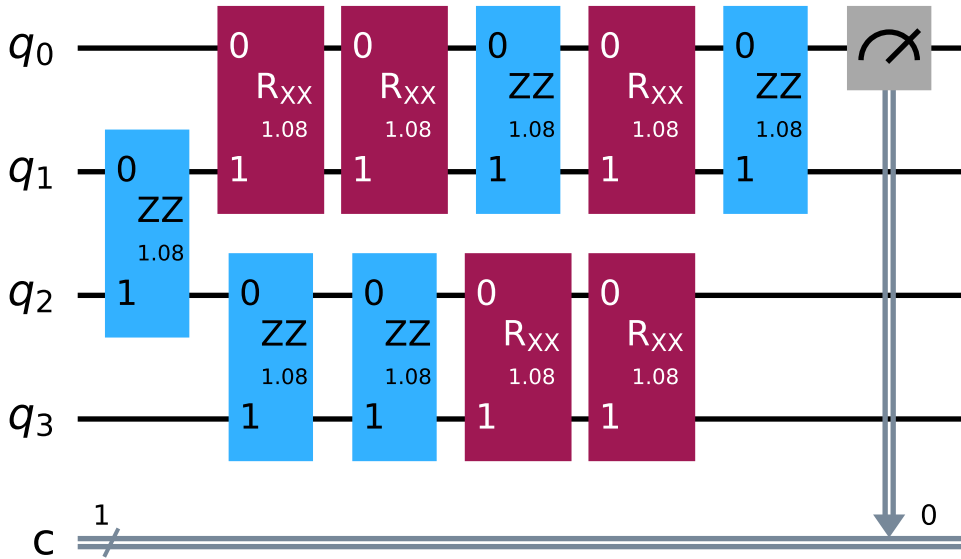 q0 0 0 0 0 0
RXX RXX ZZ RXX ZZ
1.08 1.08 1.08 1.08 1.08
q1 0 1 1 1 1 1
ZZ
1.08
q2 1 0 0 0 0
ZZ ZZ RXX RXX
1.08 1.08 1.08 1.08
q3 1 1 1 1
1 0
c